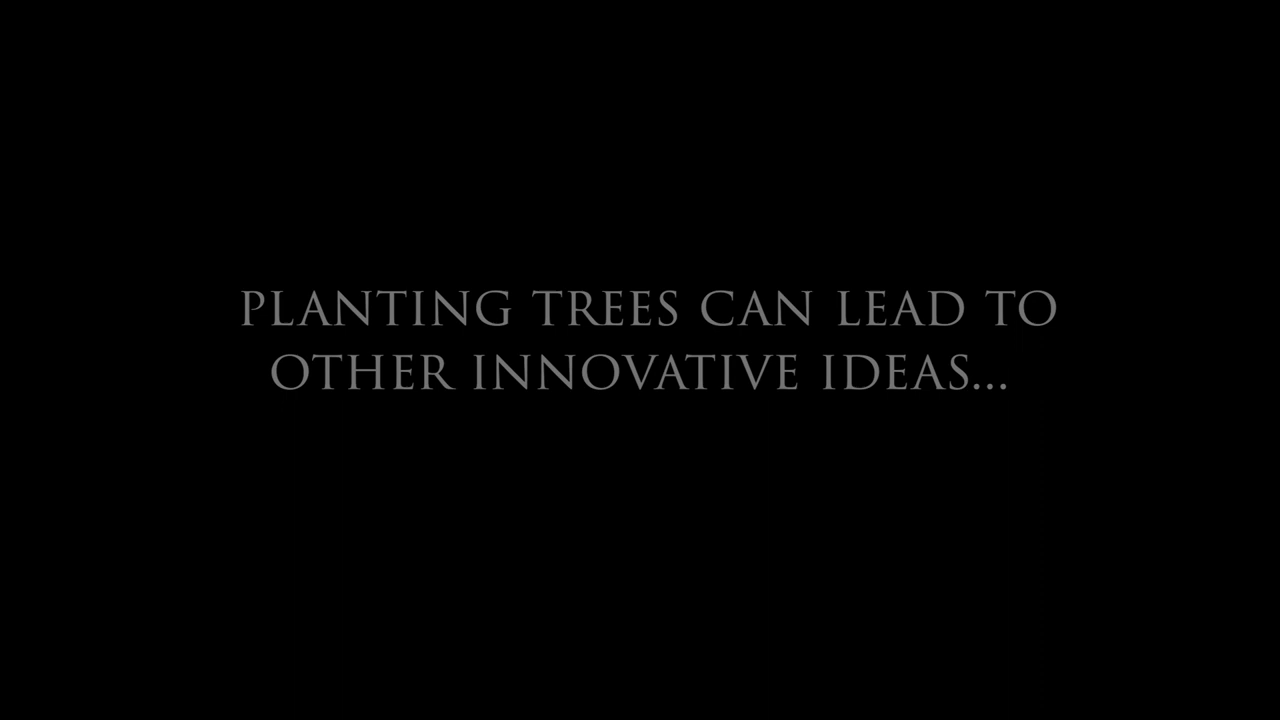 PLANTING TREES CAN LEAD TO
OTHER INNOVATIVE IDEAS...